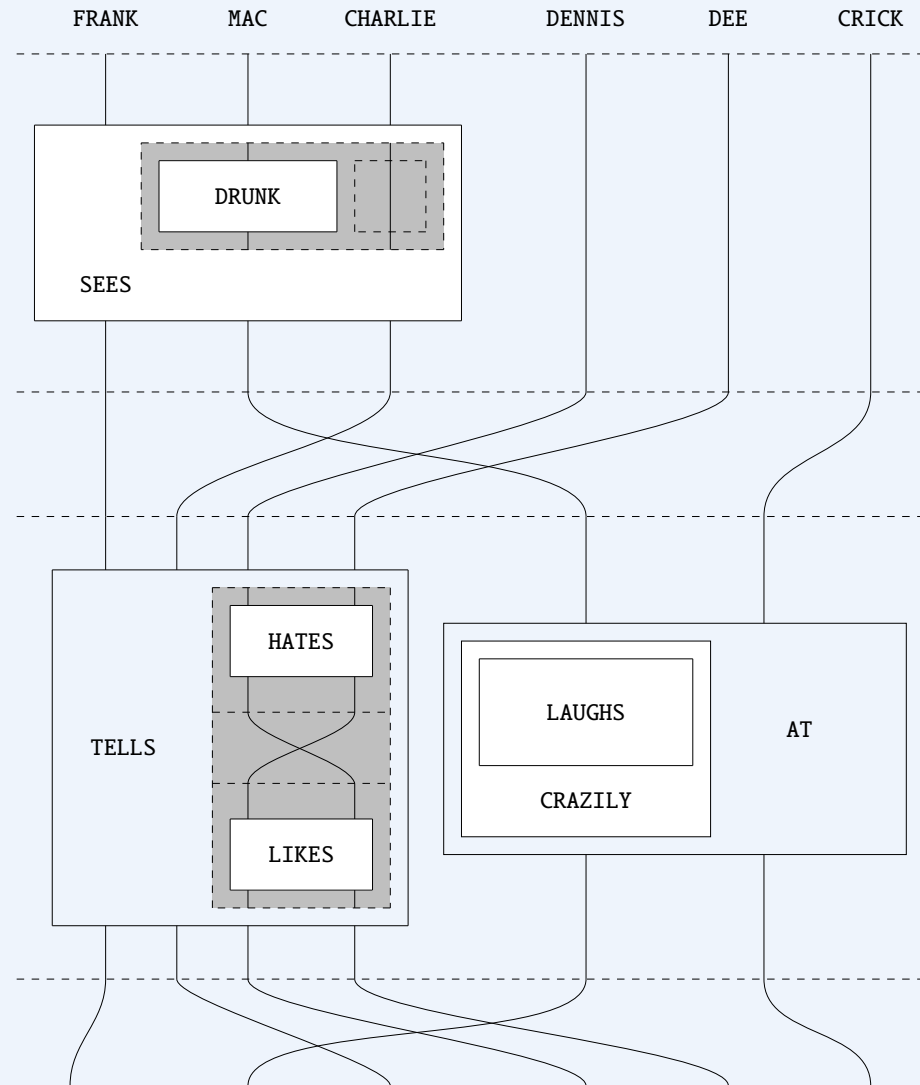 FRANK MAC CHARLIE DENNIS DEE CRICK
DRUNK
SEES
HATES
LAUGHS
AT
TELLS
CRAZILY
LIKES